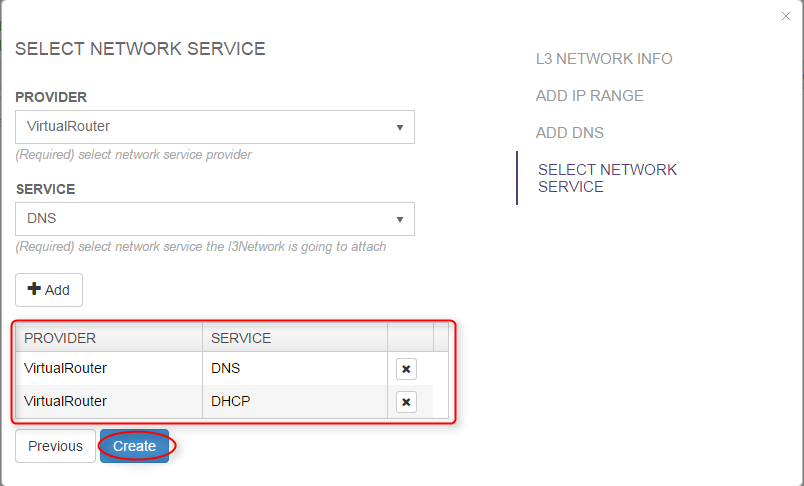 SELECT NETWORK SERVICE
PROVIDER
VirtualRouter
(Required) select network service provider
SERVICE
DNS
(Required) select network service the l3Network is going to attach
Add
PROVIDER SERVICE
VirtualRouter DNS
VirtualRouter DHCP
Previous Create
L3 NETWORK INFO
ADD IP RANGE
ADD DNS
SELECT NETWORK
SERVICE